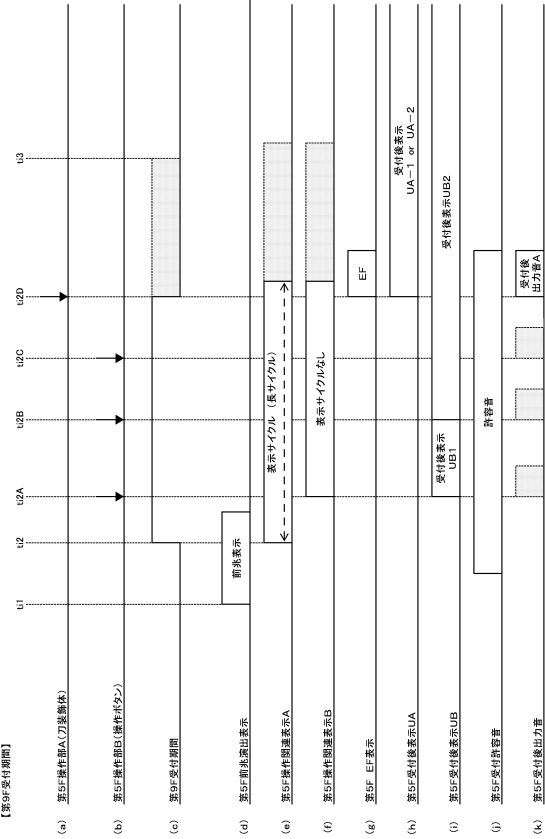 【第9F受付期間】
ti1
ti2
ti2A
ti2B
ti2C
ti2D
ti3
(a) 第5F操作部A(刀装飾体)
(b) 第5F操作部B(操作ボタン)
(c) 第9F受付期間
(d) 第5F前兆演出表示
前兆表示
(e) 第5F操作関連表示A
表示サイクル (長サイクル)
(f) 第5F操作関連表示B
表示サイクルなし
(g) 第5F EF表示
EF
(h) 第5F受付後表示UA
受付後表示
UA-1 or UA-2
(i) 第5F受付後表示UB
受付後表示
UB1
受付後表示UB2
(j) 第5F受付許容音
許容音
(k) 第5F受付後出力音
受付後
出力音A